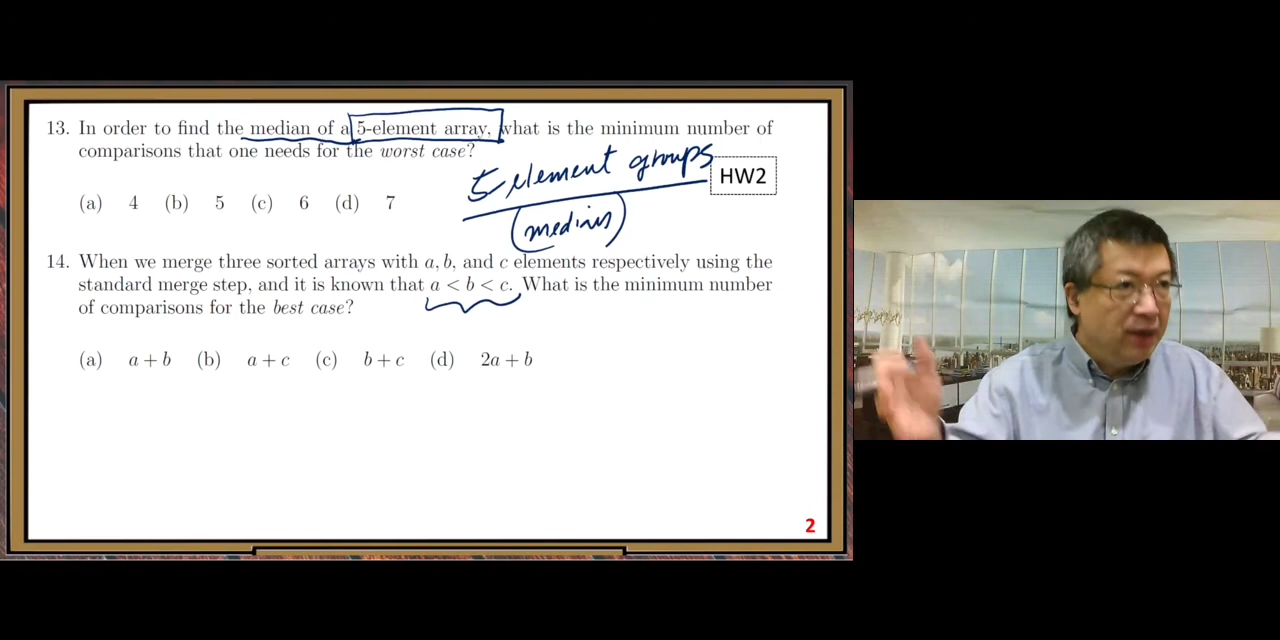 13. In order to find the median of a 5-element array, what is the minimum number of
comparisons that one needs for the worst case?
5 element groups
HW2
(a) 4 (b) 5 (c) 6 (d) 7
(medians)
14. When we merge three sorted arrays with a, b, and c elements respectively using the
standard merge step, and it is known that a < b < c. What is the minimum number
of comparisons for the best case?
(a) a + b (b) a + c (c) b + c (d) 2a + b
2